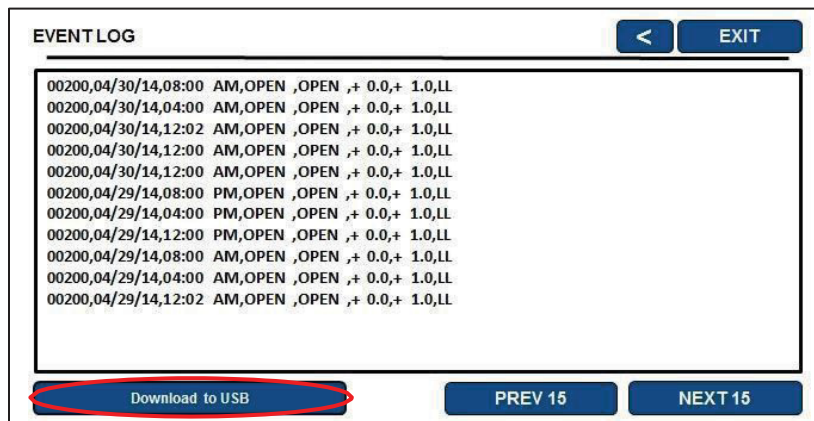 EVENT LOG
< EXIT
00200,04/30/14,08:00 AM,OPEN ,OPEN ,+ 0.0,+ 1.0,LL
00200,04/30/14,04:00 AM,OPEN ,OPEN ,+ 0.0,+ 1.0,LL
00200,04/30/14,12:02 AM,OPEN ,OPEN ,+ 0.0,+ 1.0,LL
00200,04/30/14,12:00 AM,OPEN ,OPEN ,+ 0.0,+ 1.0,LL
00200,04/30/14,12:00 AM,OPEN ,OPEN ,+ 0.0,+ 1.0,LL
00200,04/29/14,08:00 PM,OPEN ,OPEN ,+ 0.0,+ 1.0,LL
00200,04/29/14,04:00 PM,OPEN ,OPEN ,+ 0.0,+ 1.0,LL
00200,04/29/14,12:00 PM,OPEN ,OPEN ,+ 0.0,+ 1.0,LL
00200,04/29/14,08:00 AM,OPEN ,OPEN ,+ 0.0,+ 1.0,LL
00200,04/29/14,04:00 AM,OPEN ,OPEN ,+ 0.0,+ 1.0,LL
00200,04/29/14,12:02 AM,OPEN ,OPEN ,+ 0.0,+ 1.0,LL
Download to USB PREV 15 NEXT 15